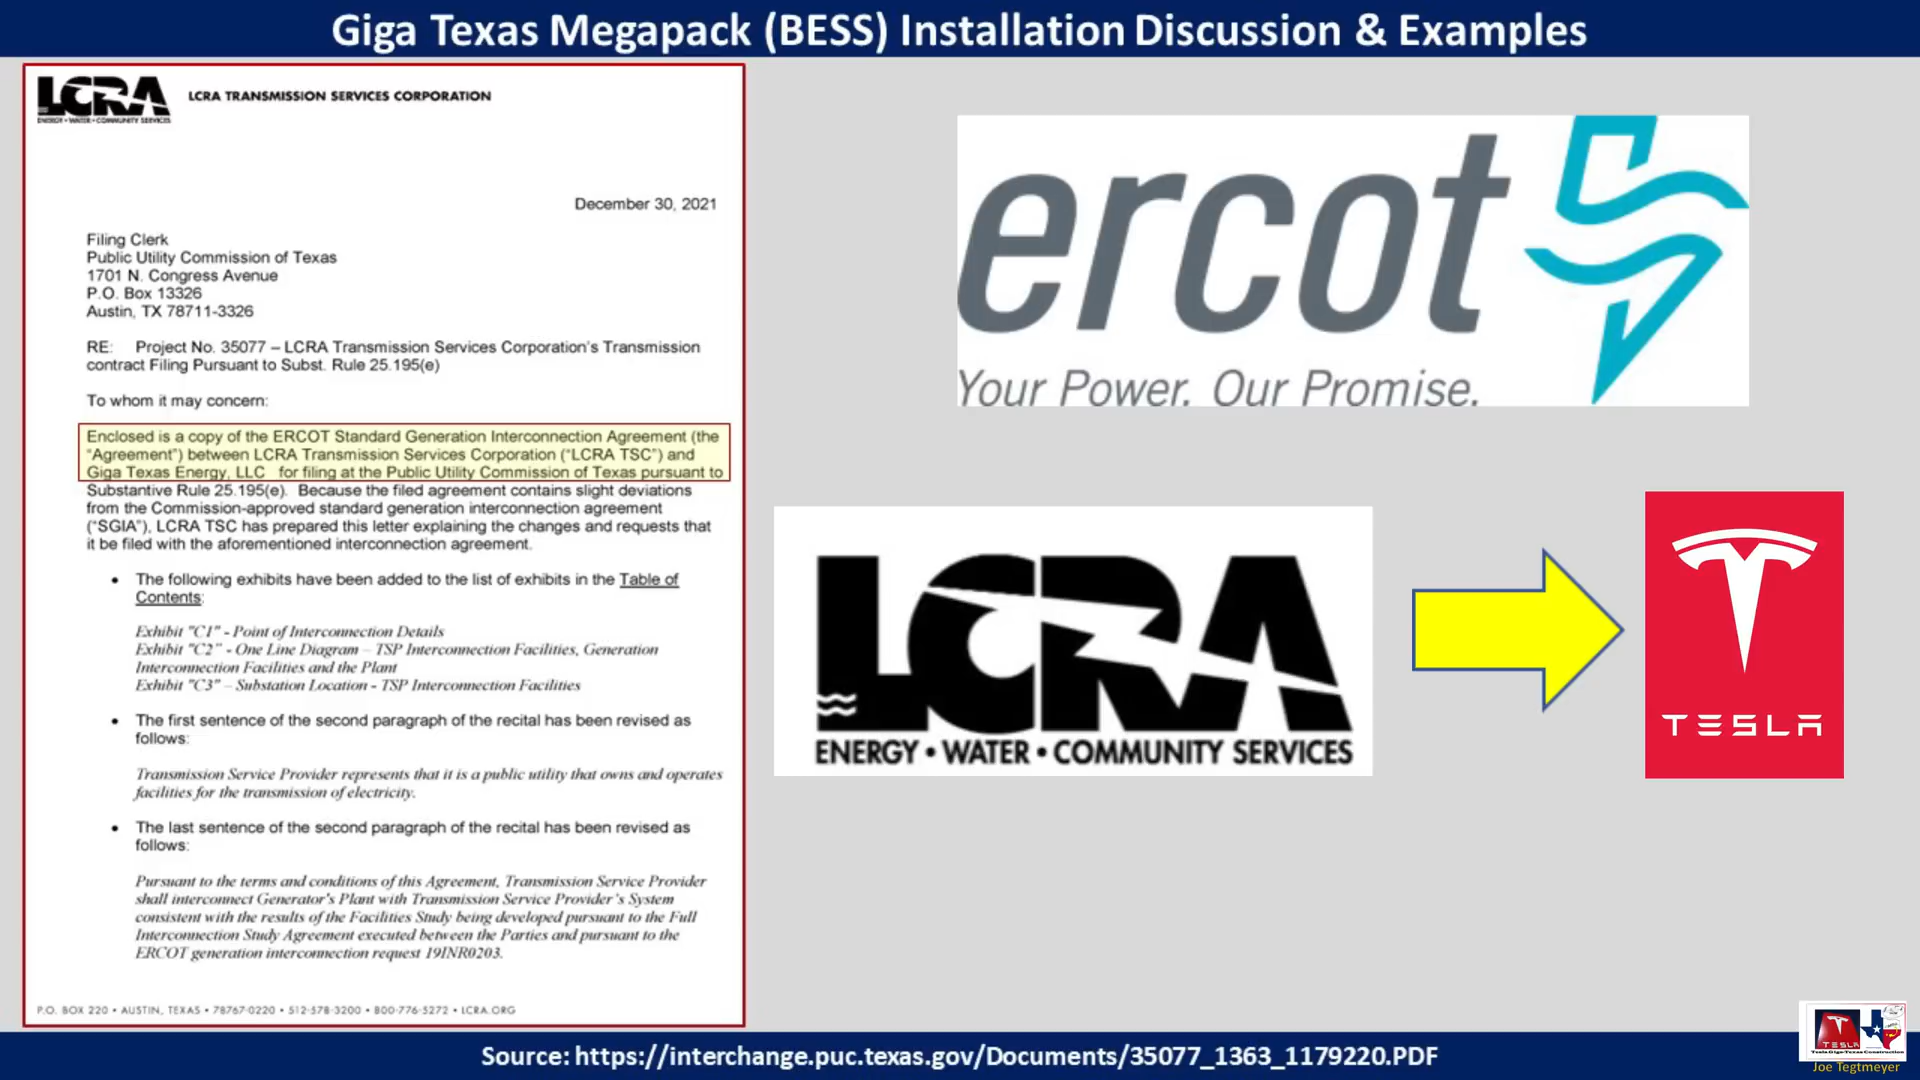 Giga Texas Megapack (BESS) Installation Discussion & Examples
LCRA
ENERGY • WATER • COMMUNITY SERVICES
LCRA TRANSMISSION SERVICES CORPORATION
December 30, 2021
Filing Clerk
Public Utility Commission of Texas
1701 N. Congress Avenue
P.O. Box 13326
Austin, TX 78711-3326
RE: Project No. 35077 – LCRA Transmission Services Corporation's Transmission
contract Filing Pursuant to Subst. Rule 25.195(e)
To whom it may concern:
Enclosed is a copy of the ERCOT Standard Generation Interconnection Agreement (the
“Agreement”) between LCRA Transmission Services Corporation (“LCRA TSC”) and
Giga Texas Energy, LLC for filing at the Public Utility Commission of Texas pursuant to
Substantive Rule 25.195(e). Because the filed agreement contains slight deviations
from the Commission-approved standard generation interconnection agreement
(“SGIA”), LCRA TSC has prepared this letter explaining the changes and requests that
it be filed with the aforementioned interconnection agreement.
• The following exhibits have been added to the list of exhibits in the Table of
Contents:
Exhibit "C1" - Point of Interconnection Details
Exhibit "C2" - One Line Diagram – TSP Interconnection Facilities, Generation
Interconnection Facilities and the Plant
Exhibit "C3" – Substation Location - TSP Interconnection Facilities
• The first sentence of the second paragraph of the recital has been revised as
follows:
Transmission Service Provider represents that it is a public utility that owns and operates
facilities for the transmission of electricity.
• The last sentence of the second paragraph of the recital has been revised as
follows:
Pursuant to the terms and conditions of this Agreement, Transmission Service Provider
shall interconnect Generator's Plant with Transmission Service Provider's System
consistent with the results of the Facilities Study being developed pursuant to the Full
Interconnection Study Agreement executed between the Parties and pursuant to the
ERCOT generation interconnection request 19INR0203.
P.O. BOX 220 • AUSTIN, TEXAS • 78767-0220 • 512-578-3200 • 800-776-5272 • LCRA.ORG
ercot
Your Power. Our Promise.
LCRA
ENERGY • WATER • COMMUNITY SERVICES
TESLA
TESLA
Tesla Giga-Texas Construction
Joe Tegtmeyer
Source: https://interchange.puc.texas.gov/Documents/35077_1363_1179220.PDF